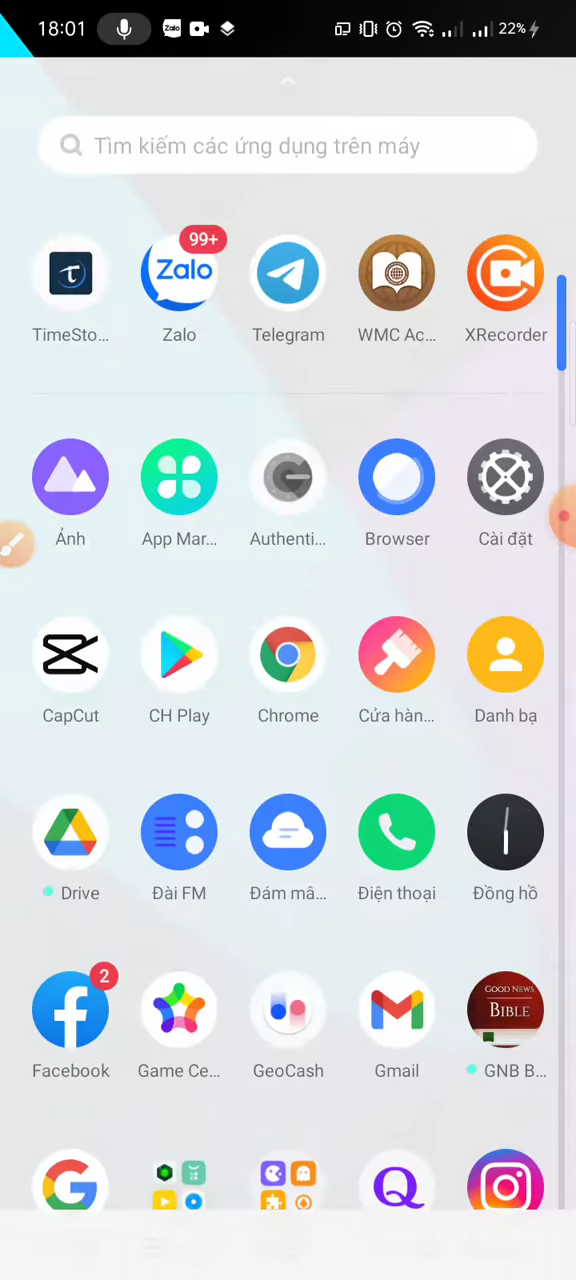 18:01
Zalo
22%
Tìm kiếm các ứng dụng trên máy
99+
Zalo
TimeSto...
Zalo
Telegram
WMC Ac...
XRecorder
Ảnh
App Mar...
Authenti...
Browser
Cài đặt
CapCut
CH Play
Chrome
Cửa hàn...
Danh bạ
Drive
Đài FM
Đám mâ...
Điện thoại
Đồng hồ
2
GOOD NEWS
BIBLE
Facebook
Game Ce...
GeoCash
Gmail
GNB B...